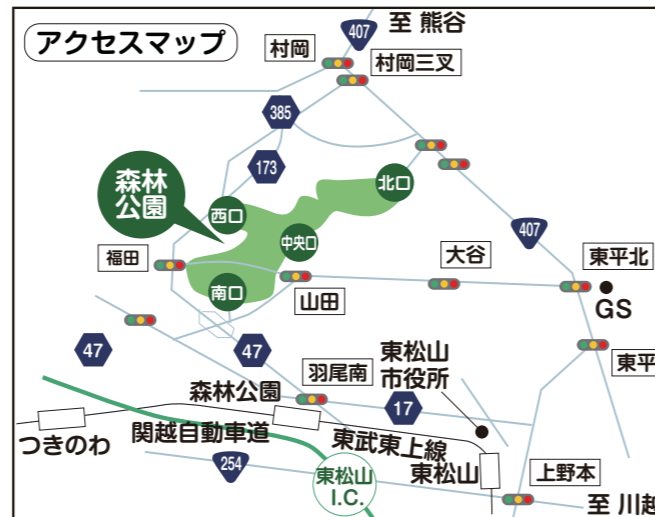 アクセスマップ
407
至 熊谷
村岡
村岡三叉
385
173
森林
公園
西口
北口
中央口
南口
福田
山田
大谷
407
東平北
GS
東平
47
47
羽尾南
東松山
市役所
17
森林公園
つきのわ
関越自動車道
東武東上線
東松山
254
東松山
I.C.
上野本
至 川越